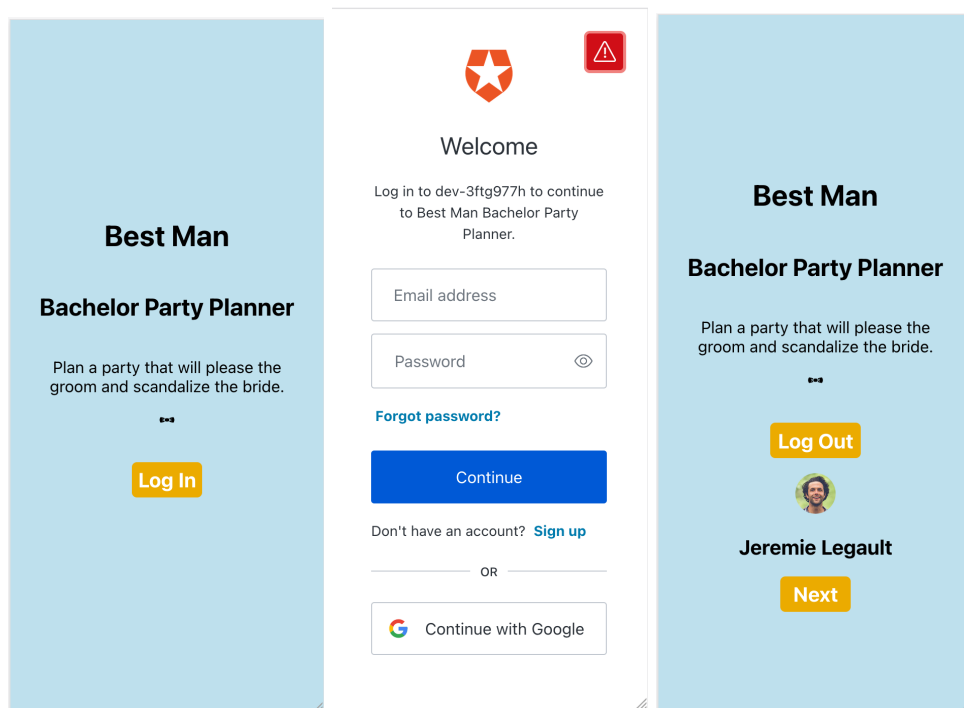 Best Man
Bachelor Party Planner
Plan a party that will please the
groom and scandalize the bride.
Log In
Welcome
Log in to dev-3ftg977h to continue
to Best Man Bachelor Party
Planner.
Email address
Password
Forgot password?
Continue
Don't have an account? Sign up
OR
Continue with Google
Best Man
Bachelor Party Planner
Plan a party that will please the
groom and scandalize the bride.
Log Out
Jeremie Legault
Next